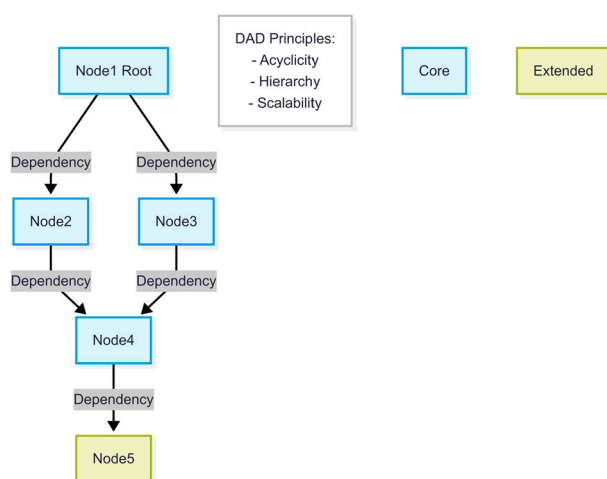 Node1 Root
DAD Principles:
- Acyclicity
- Hierarchy
- Scalability
Core
Extended
Dependency
Dependency
Node2
Node3
Dependency
Dependency
Node4
Dependency
Node5